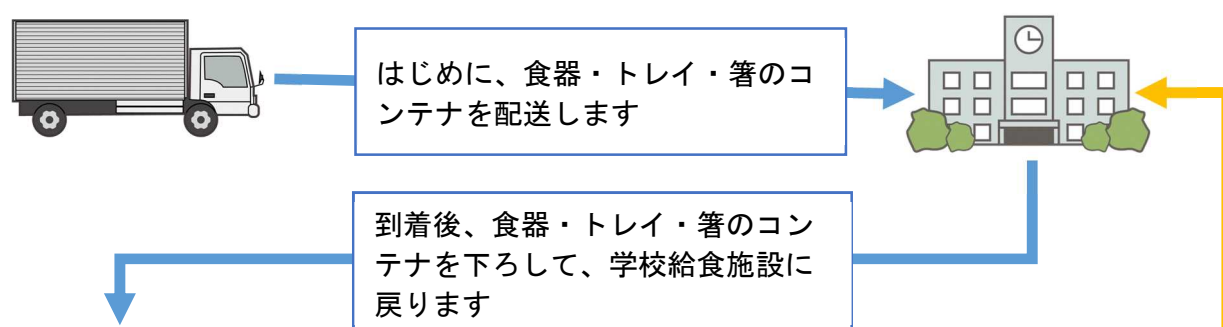 はじめに、食器・トレイ・箸のコ
ンテナを配送します
到着後、食器・トレイ・箸のコン
テナを下ろして、学校給食施設に
戻ります